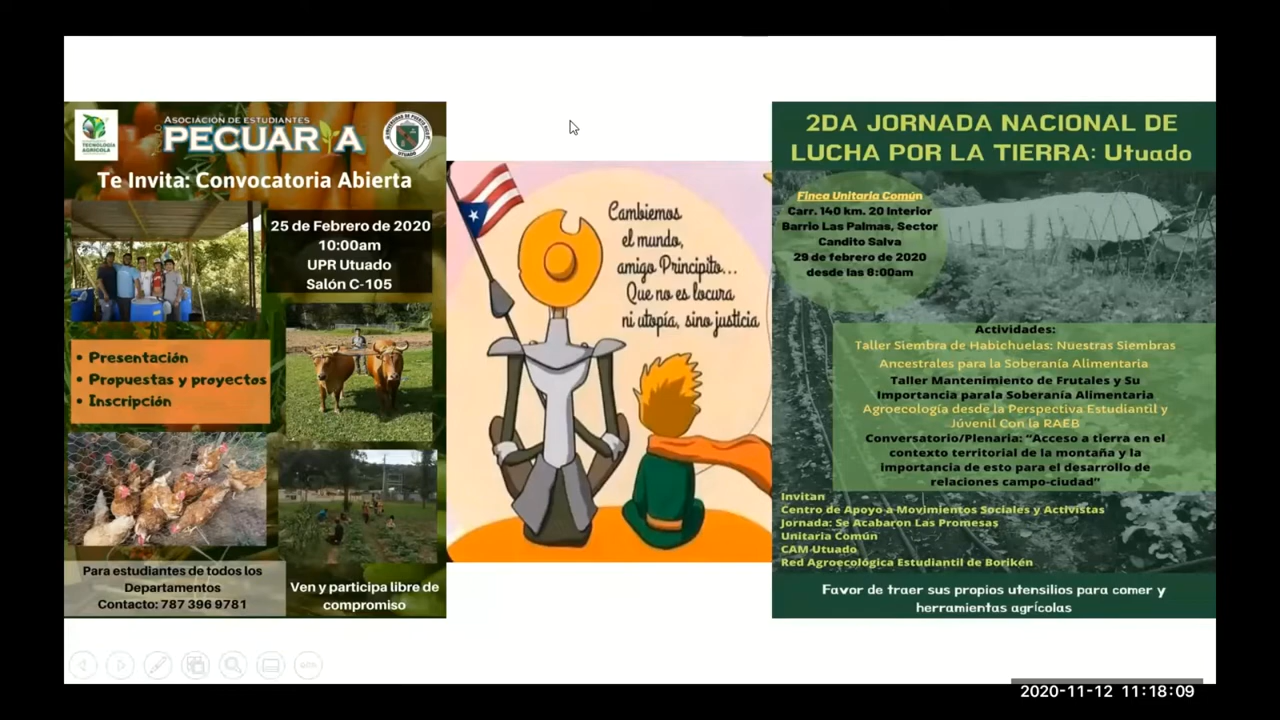 TECNOLOGÍA
AGRÍCOLA
ASOCIACIÓN DE ESTUDIANTES
PECUARIA
UTUADO
Te Invita: Convocatoria Abierta
25 de Febrero de 2020
10:00am
UPR Utuado
Salón C-105
• Presentación
• Propuestas y proyectos
• Inscripción
Para estudiantes de todos los
Departamentos
Contacto: 787 396 9781
Ven y participa libre de
compromiso
Cambiemos
el mundo,
amigo Principito...
Que no es locura
ni utopía, sino justicia
2DA JORNADA NACIONAL DE
LUCHA POR LA TIERRA: Utuado
Finca Unitaria Común
Carr. 140 km. 20 Interior
Barrio Las Palmas, Sector
Candito Salva
29 de febrero de 2020
desde las 8:00am
Actividades:
Taller Siembra de Habichuelas: Nuestras Siembras
Ancestrales para la Soberanía Alimentaria
Taller Mantenimiento de Frutales y Su
Importancia parala Soberanía Alimentaria
Agroecología desde la Perspectiva Estudiantil y
Júvenil Con la RAEB
Conversatorio/Plenaria: “Acceso a tierra en el
contexto territorial de la montaña y la
importancia de esto para el desarrollo de
relaciones campo-ciudad”
Invitan
Centro de Apoyo a Movimientos Sociales y Activistas
Jornada: Se Acabaron Las Promesas
Unitaria Común
CAM Utuado
Red Agroecológica Estudiantil de Borikén
Favor de traer sus propios utensilios para comer y
herramientas agrícolas
2020-11-12 11:18:09